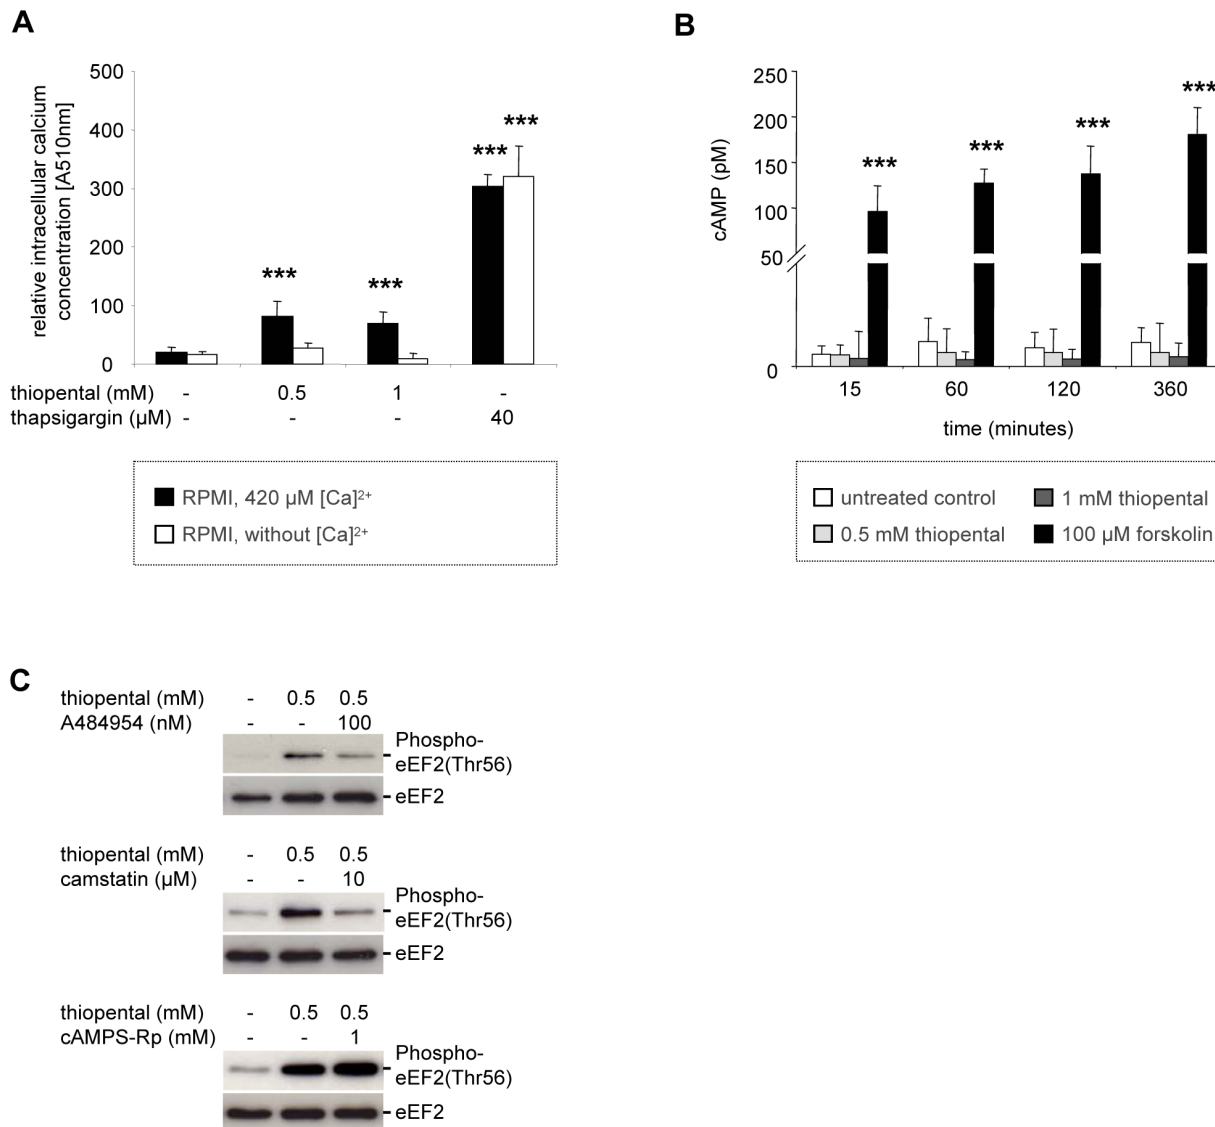 A
relative intracellular calcium
concentration [A510nm]
500
400
300
200
100
0
***
***
***
***
thiopental (mM) - 0.5 1 -
thapsigargin (µM) - - - 40
RPMI, 420 µM [Ca]²⁺
RPMI, without [Ca]²⁺
B
cAMP (pM)
250
200
150
100
50
0
***
***
***
***
15 60 120 360
time (minutes)
untreated control
0.5 mM thiopental
1 mM thiopental
100 µM forskolin
C
thiopental (mM) - 0.5 0.5
A484954 (nM) - - 100
Phospho-
eEF2(Thr56)
eEF2
thiopental (mM) - 0.5 0.5
camstatin (µM) - - 10
Phospho-
eEF2(Thr56)
eEF2
thiopental (mM) - 0.5 0.5
cAMPS-Rp (mM) - - 1
Phospho-
eEF2(Thr56)
eEF2